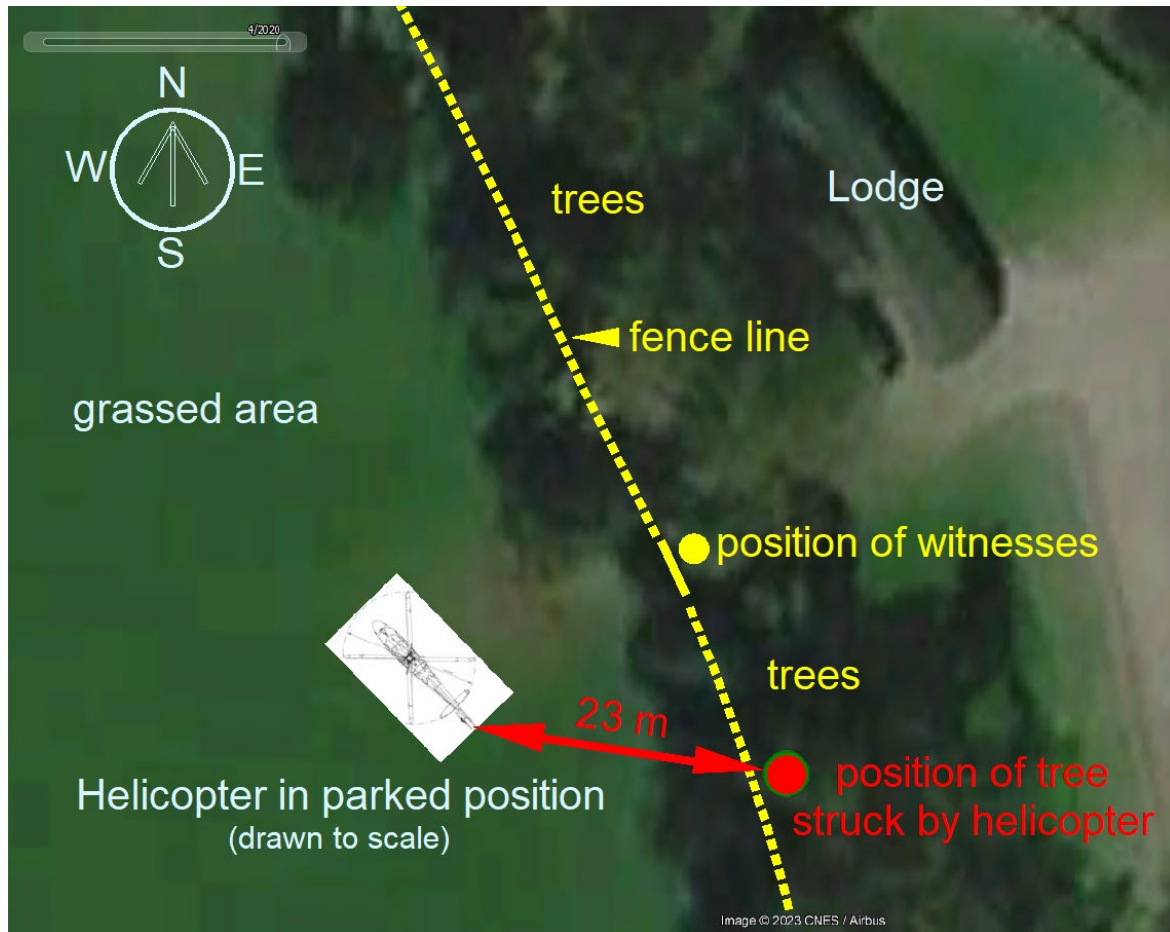 4/2020
N
W E
S
trees
Lodge
fence line
grassed area
position of witnesses
trees
23 m
position of tree
struck by helicopter
Helicopter in parked position
(drawn to scale)
Image © 2023 CNES / Airbus